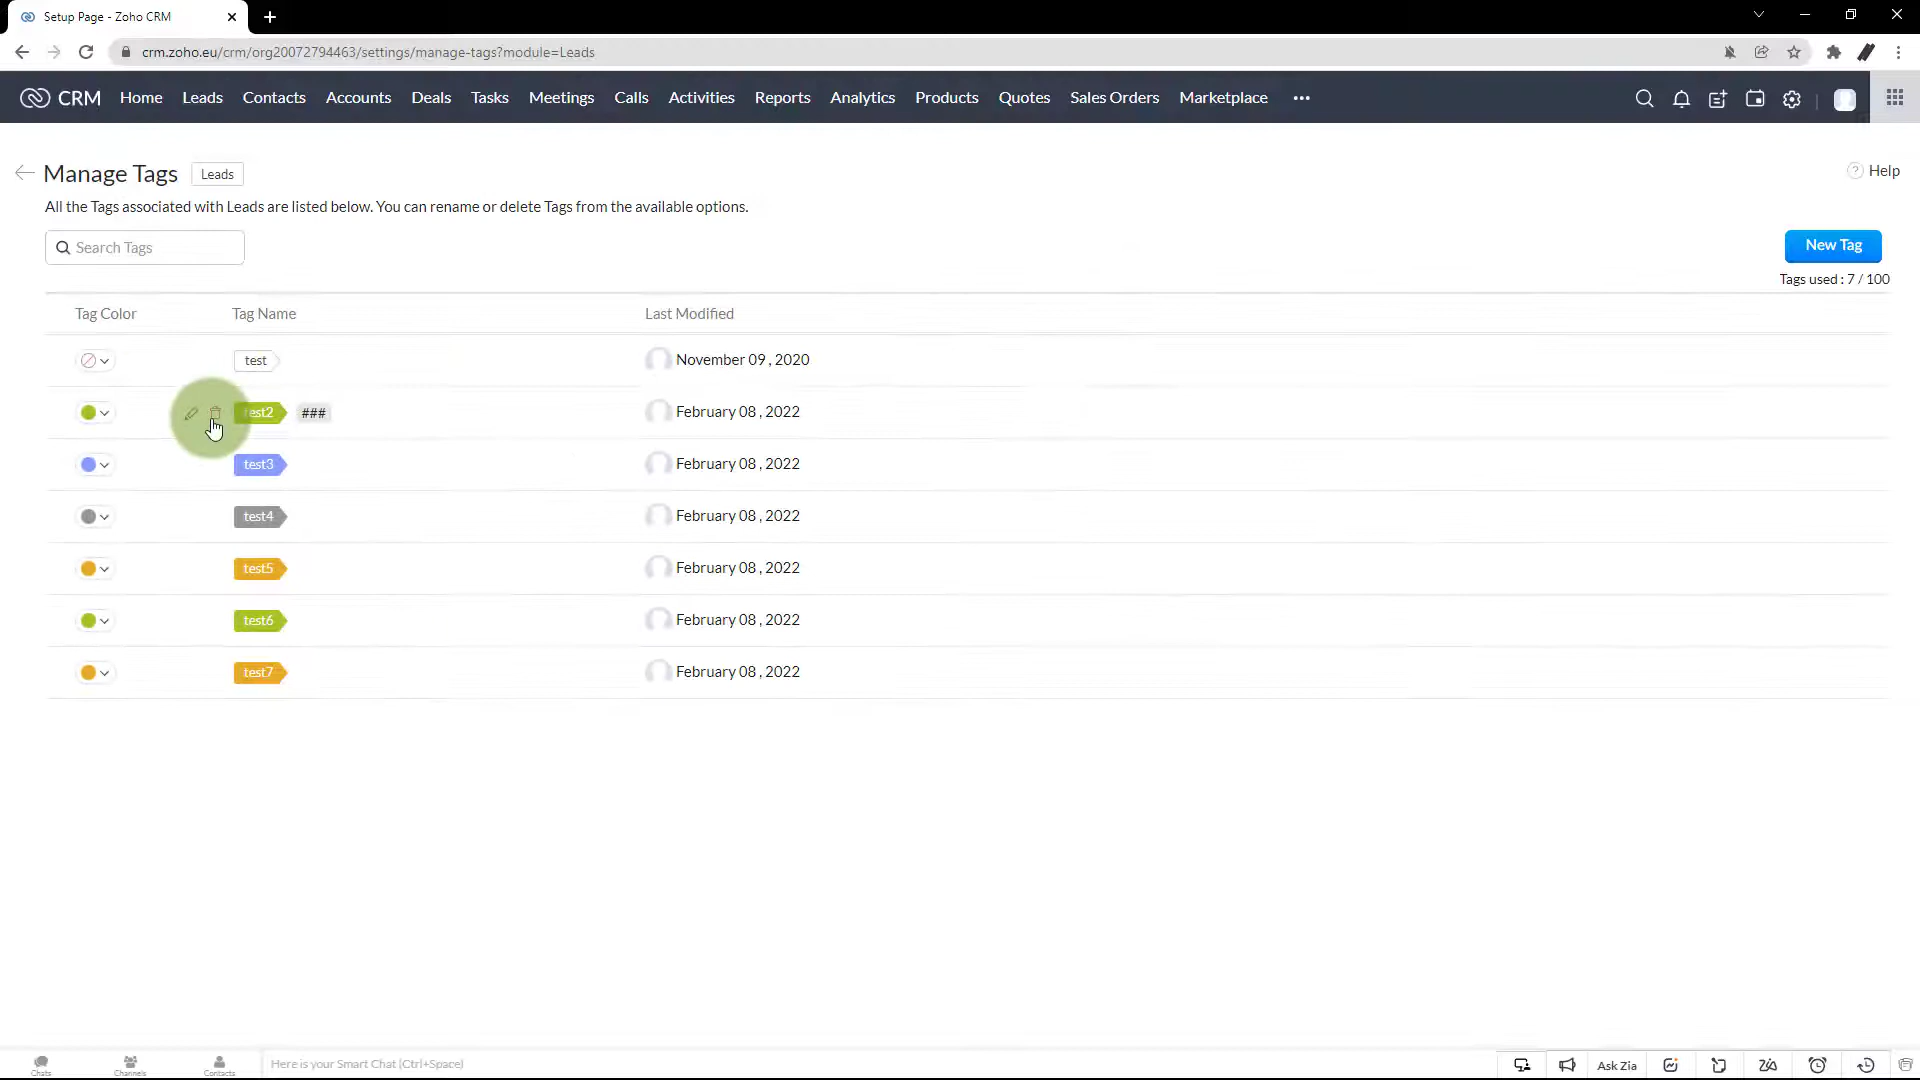 Setup Page - Zoho CRM
crm.zoho.eu/crm/org20072794463/settings/manage-tags?module=Leads
CRM Home Leads Contacts Accounts Deals Tasks Meetings Calls Activities Reports Analytics Products Quotes Sales Orders Marketplace
Manage Tags Leads
? Help
All the Tags associated with Leads are listed below. You can rename or delete Tags from the available options.
Search Tags
New Tag
Tags used : 7 / 100
Tag Color Tag Name Last Modified
test November 09 , 2020
test2 ### February 08 , 2022
test3 February 08 , 2022
test4 February 08 , 2022
test5 February 08 , 2022
test6 February 08 , 2022
test7 February 08 , 2022
Chats Channels Contacts Here is your Smart Chat (Ctrl+Space) Ask Zia